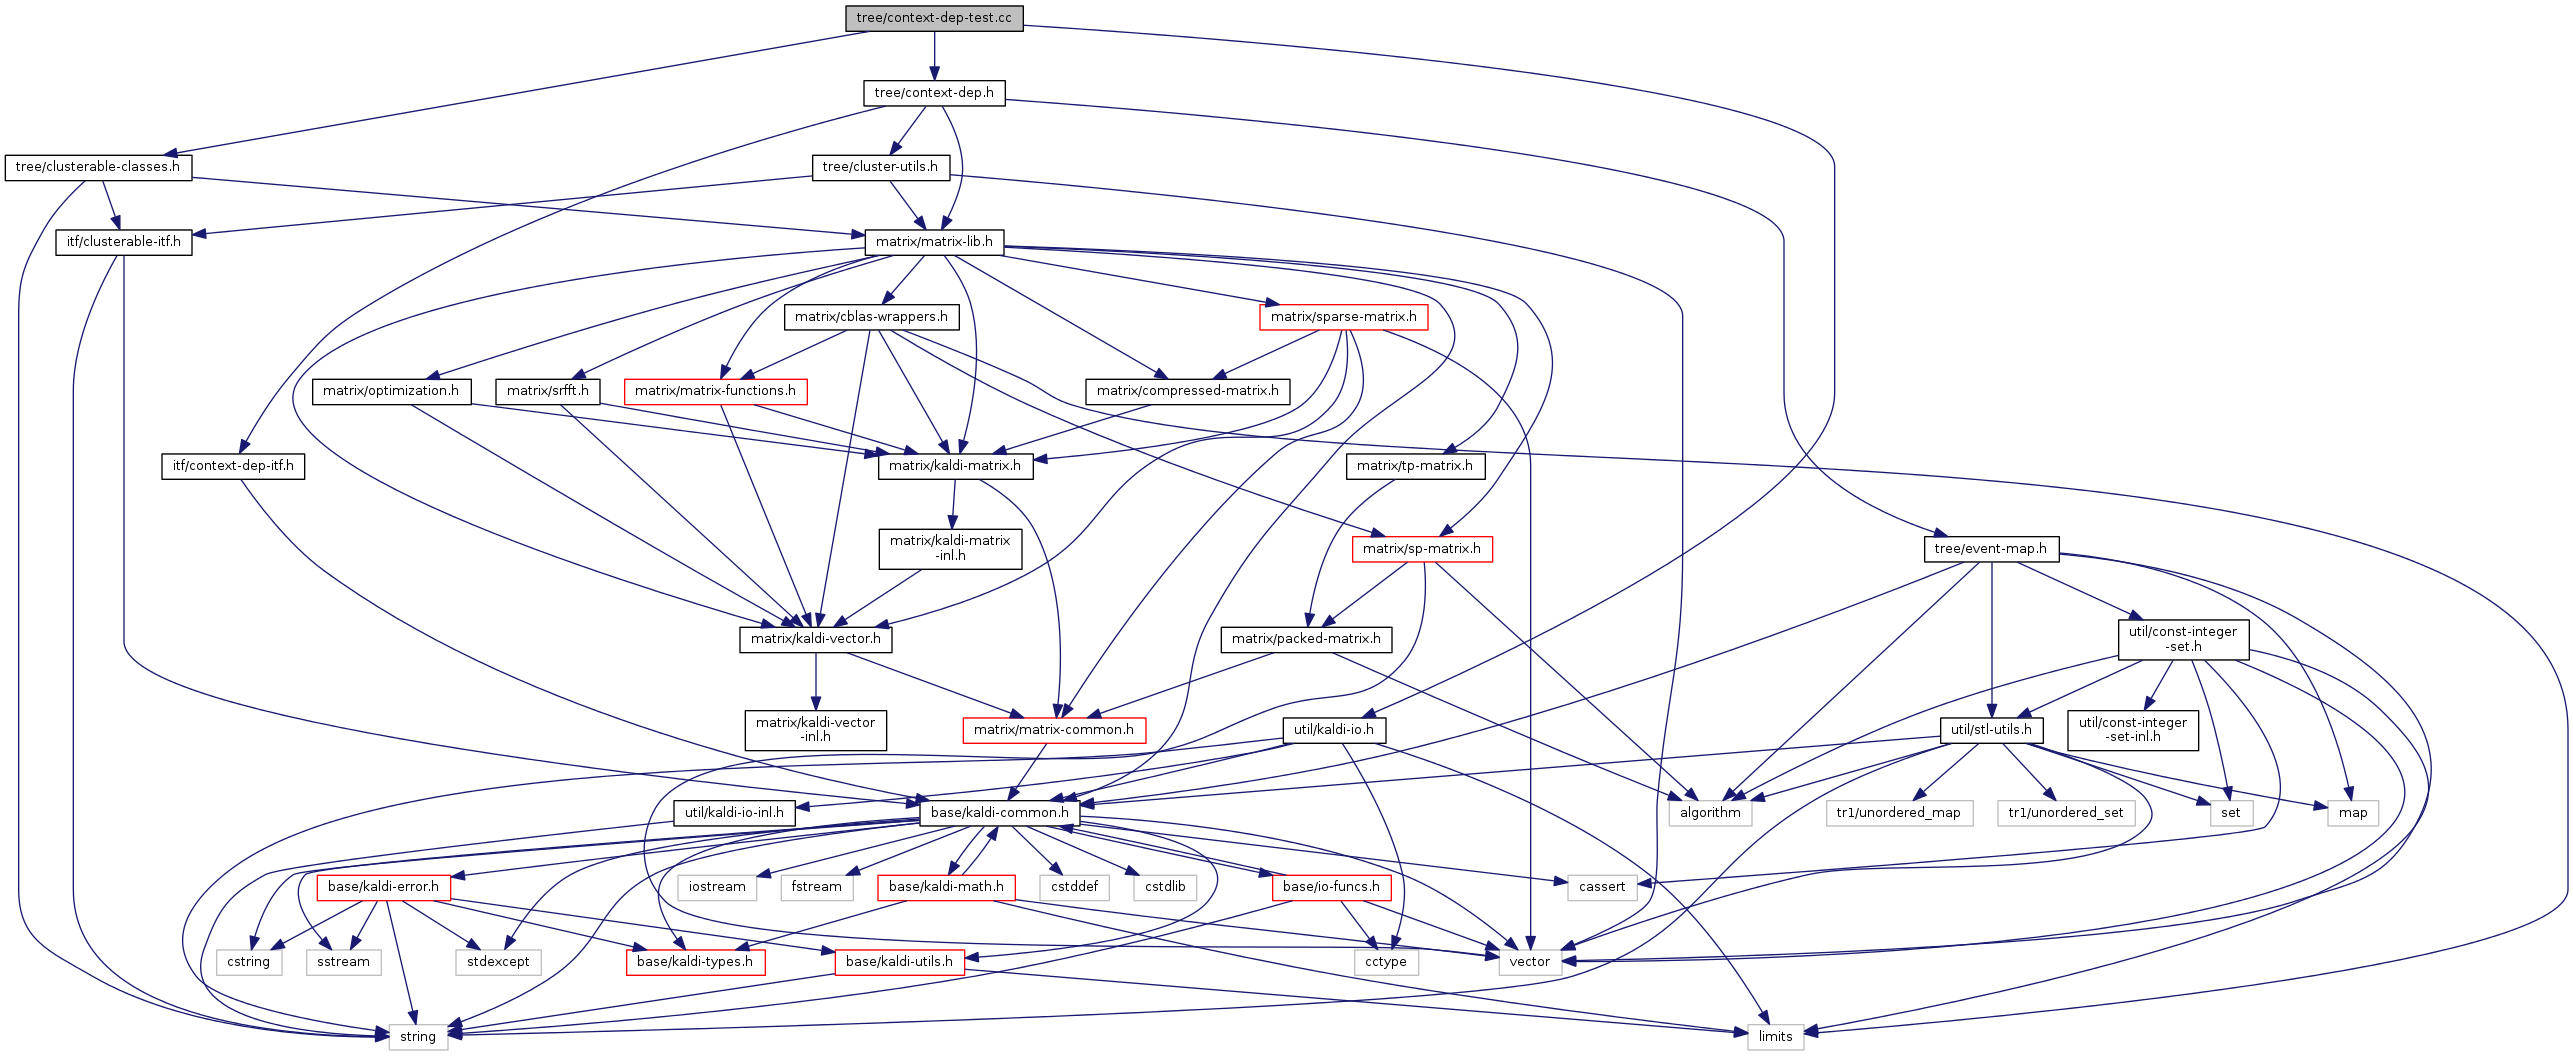 tree/context-dep-test.cc
tree/context-dep.h
tree/clusterable-classes.h
tree/cluster-utils.h
itf/clusterable-itf.h
matrix/matrix-lib.h
matrix/cblas-wrappers.h
matrix/sparse-matrix.h
matrix/optimization.h
matrix/srfft.h
matrix/matrix-functions.h
matrix/compressed-matrix.h
itf/context-dep-itf.h
matrix/kaldi-matrix.h
matrix/tp-matrix.h
matrix/kaldi-matrix
-inl.h
matrix/sp-matrix.h
tree/event-map.h
matrix/kaldi-vector.h
matrix/packed-matrix.h
util/const-integer
-set.h
matrix/kaldi-vector
-inl.h
matrix/matrix-common.h
util/kaldi-io.h
util/stl-utils.h
util/const-integer
-set-inl.h
util/kaldi-io-inl.h
base/kaldi-common.h
algorithm
tr1/unordered_map
tr1/unordered_set
set
map
base/kaldi-error.h
iostream
fstream
base/kaldi-math.h
cstddef
cstdlib
base/io-funcs.h
cassert
cstring
sstream
stdexcept
base/kaldi-types.h
base/kaldi-utils.h
cctype
vector
string
limits